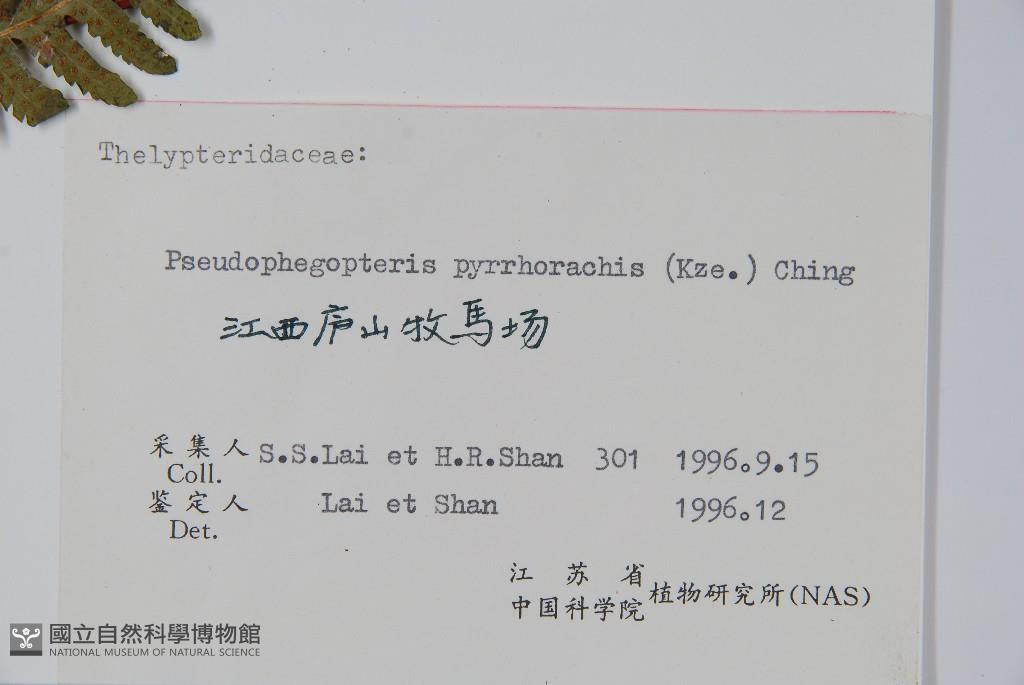 Thelypteridaceae:
Pseudophegopteris pyrrhorachis (Kze.) Ching
江西庐山牧馬场
采集人 S.S.Lai et H.R.Shan 301 1996.9.15
Coll.
鉴定人 Lai et Shan 1996.12
Det.
江苏省
中国科学院 植物研究所(NAS)
國立自然科學博物館
NATIONAL MUSEUM OF NATURAL SCIENCE